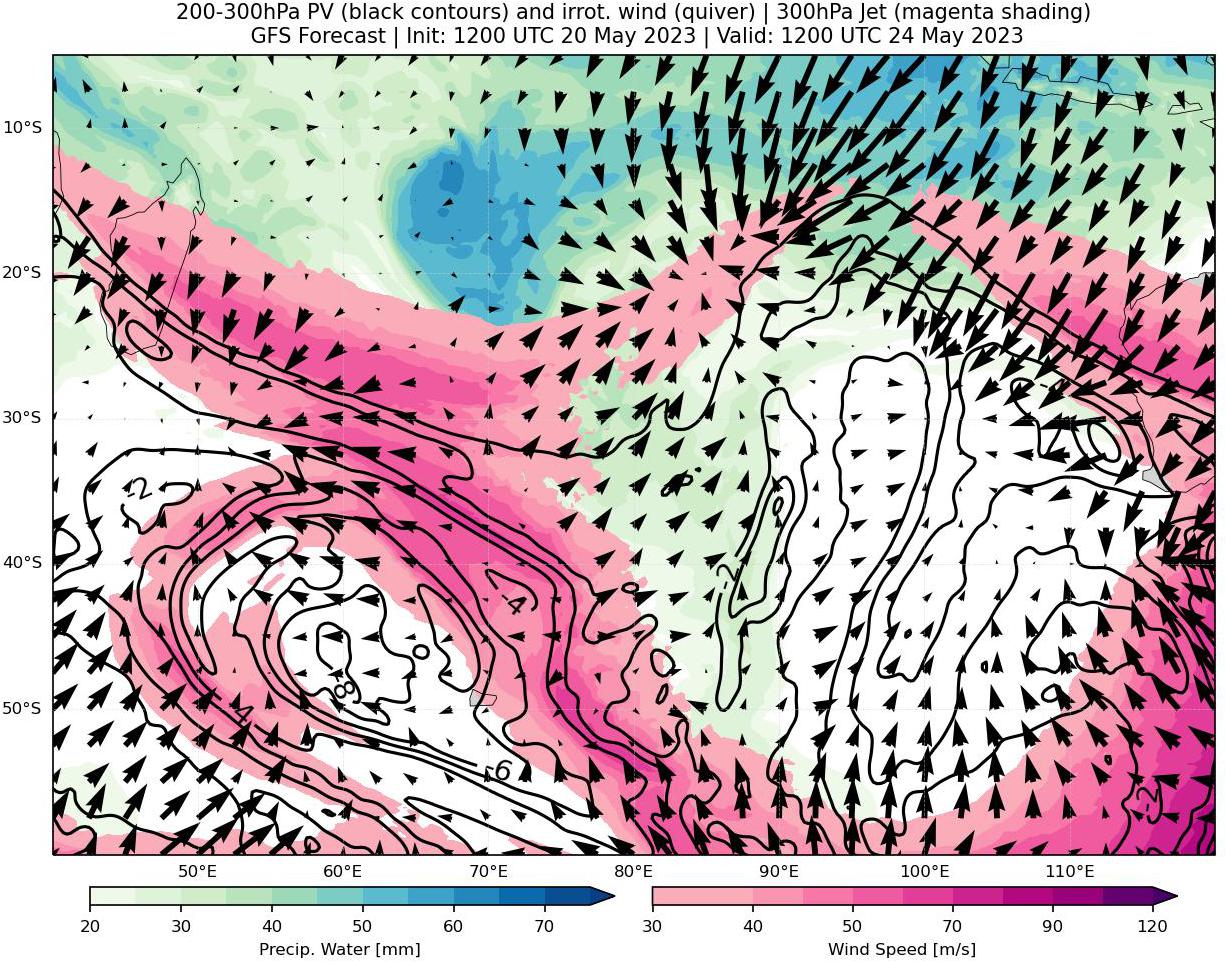 200-300hPa PV (black contours) and irrot. wind (quiver) | 300hPa Jet (magenta shading)
GFS Forecast | Init: 1200 UTC 20 May 2023 | Valid: 1200 UTC 24 May 2023
10°S
20°S
30°S
-2
40°S
-2
0
-4
0
-8
50°S
-4
-6
-2
50°E 60°E 70°E 80°E 90°E 100°E 110°E
20 30 40 50 60 70
30 40 50 70 90 120
Precip. Water [mm]
Wind Speed [m/s]